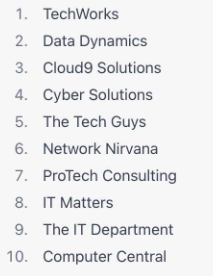 1. TechWorks
2. Data Dynamics
3. Cloud9 Solutions
4. Cyber Solutions
5. The Tech Guys
6. Network Nirvana
7. ProTech Consulting
8. IT Matters
9. The IT Department
10. Computer Central